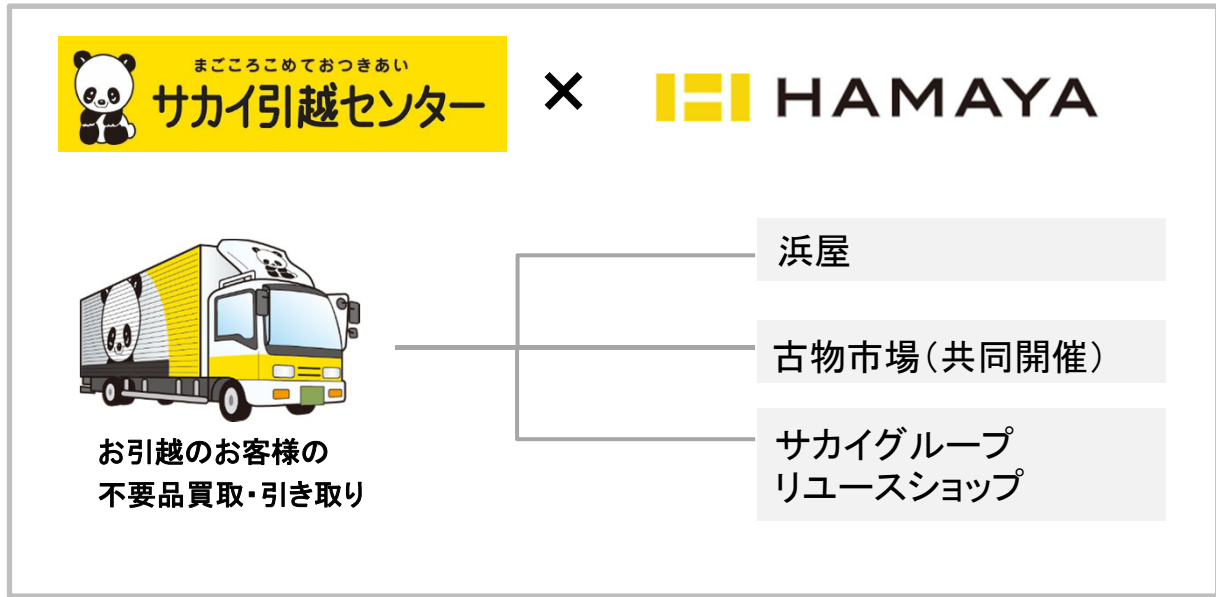 まごころこめておつきあい
サカイ引越センター
×
HAMAYA
浜屋
古物市場（共同開催）
サカイグループ
リユースショップ
お引越のお客様の
不要品買取・引き取り